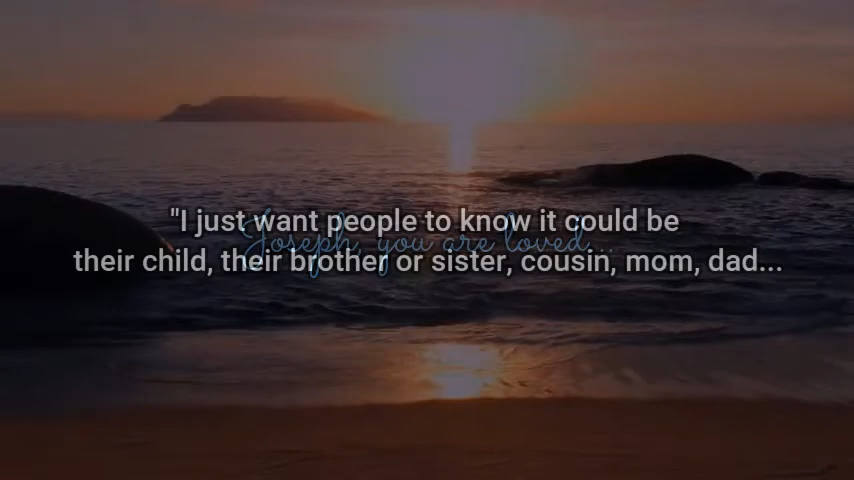 "I just want people to know it could be
Joseph, you are loved...
their child, their brother or sister, cousin, mom, dad...